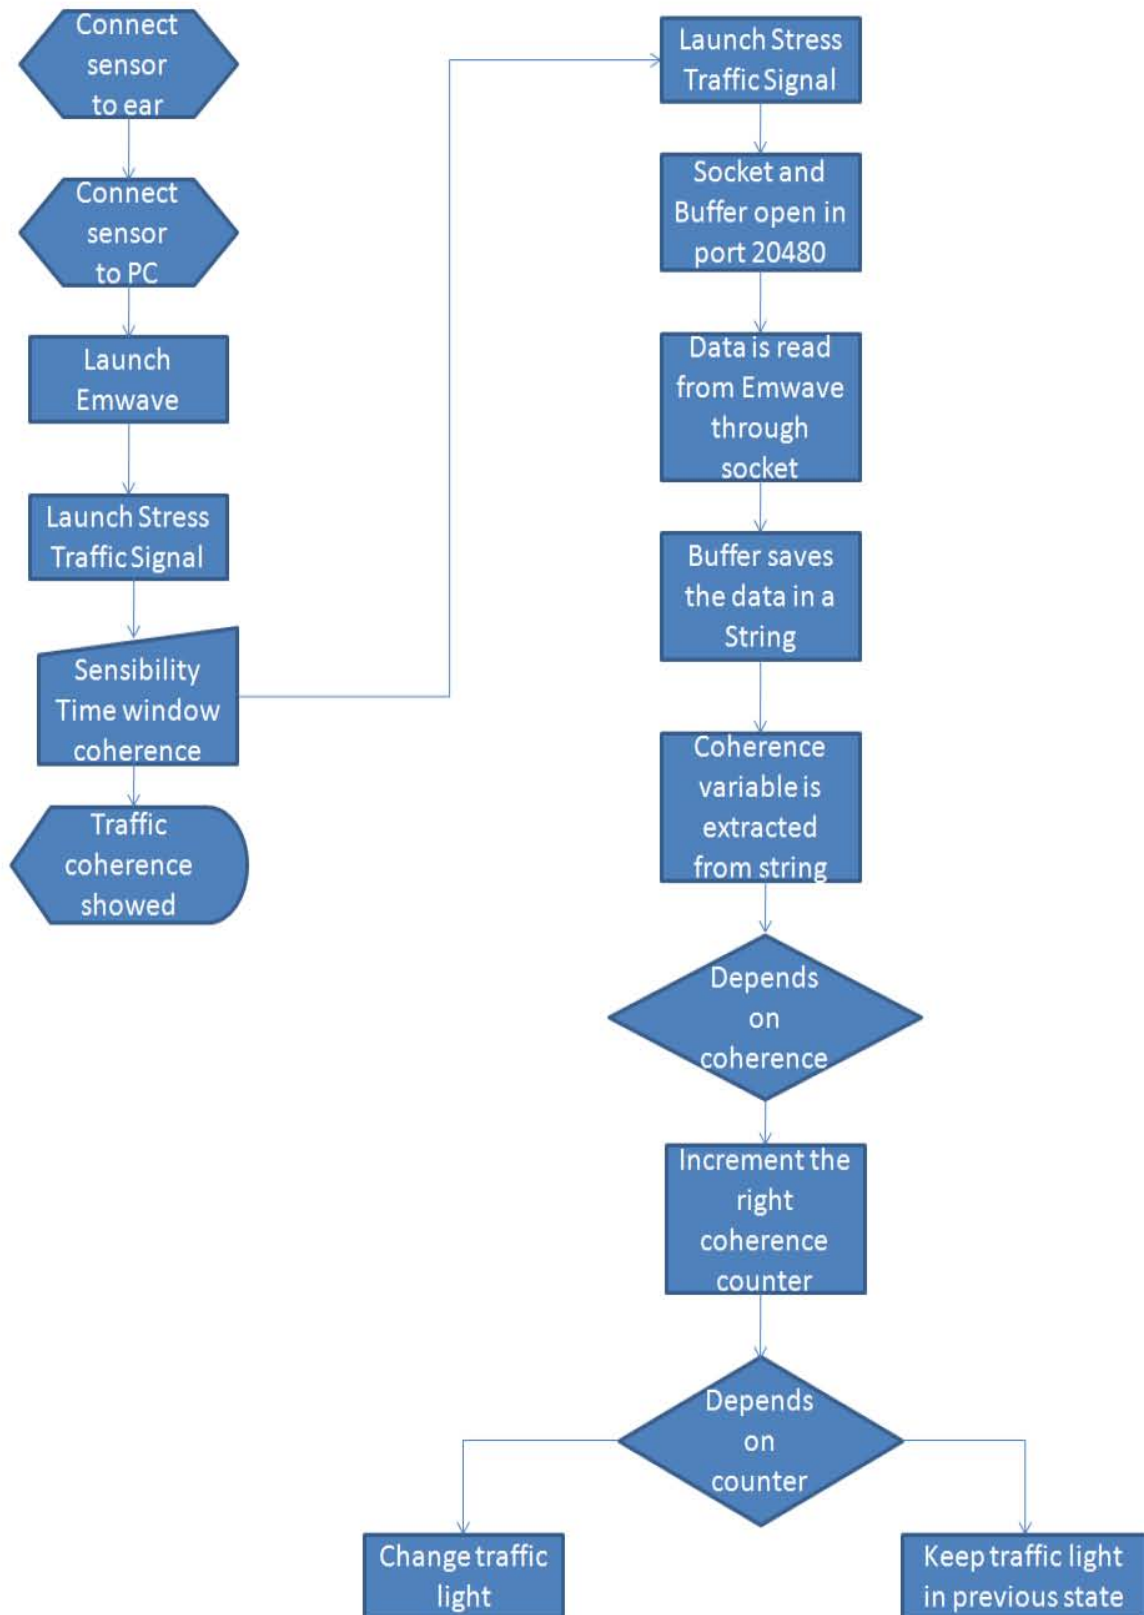 Connect
sensor
to ear
Connect
sensor
to PC
Launch
Emwave
Launch Stress
Traffic Signal
Sensibility
Time window
coherence
Traffic
coherence
showed
Launch Stress
Traffic Signal
Socket and
Buffer open in
port 20480
Data is read
from Emwave
through
socket
Buffer saves
the data in a
String
Coherence
variable is
extracted
from string
Depends
on
coherence
Increment the
right
coherence
counter
Depends
on
counter
Change traffic
light
Keep traffic light
in previous state